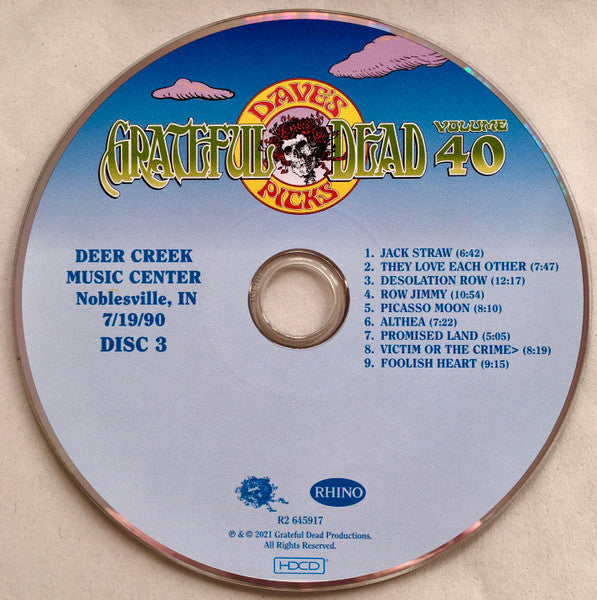 DAVE'S
GRATEFUL DEAD VOLUME 40
PICKS
DEER CREEK
MUSIC CENTER
Noblesville, IN
7/19/90
DISC 3
1. JACK STRAW (6:42)
2. THEY LOVE EACH OTHER (7:47)
3. DESOLATION ROW (12:17)
4. ROW JIMMY (10:54)
5. PICASSO MOON (8:10)
6. ALTHEA (7:22)
7. PROMISED LAND (5:05)
8. VICTIM OR THE CRIME> (8:19)
9. FOOLISH HEART (9:15)
RHINO
R2 645917
℗ & © 2021 Grateful Dead Productions.
All Rights Reserved.
HDCD